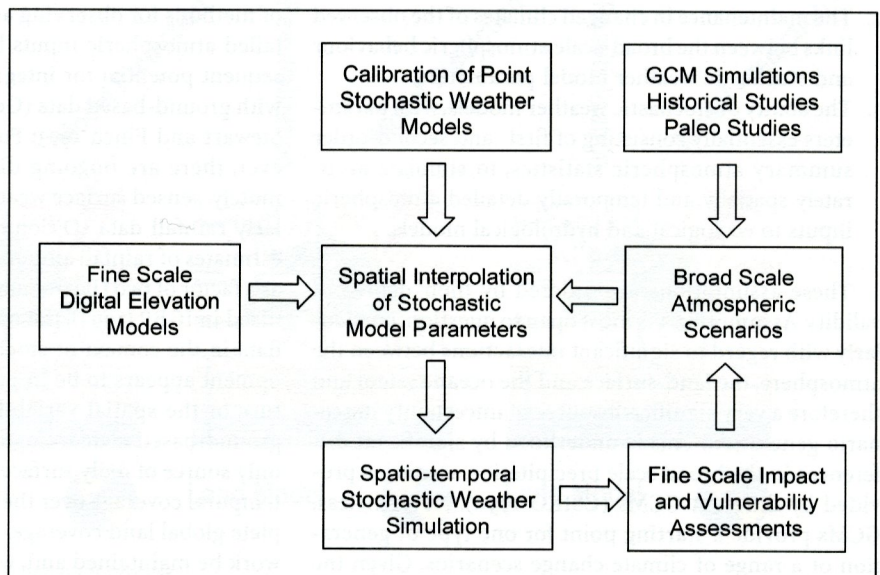 Calibration of Point
Stochastic Weather
Models
GCM Simulations
Historical Studies
Paleo Studies
Fine Scale
Digital Elevation
Models
Spatial Interpolation
of Stochastic
Model Parameters
Broad Scale
Atmospheric
Scenarios
Spatio-temporal
Stochastic Weather
Simulation
Fine Scale Impact
and Vulnerability
Assessments